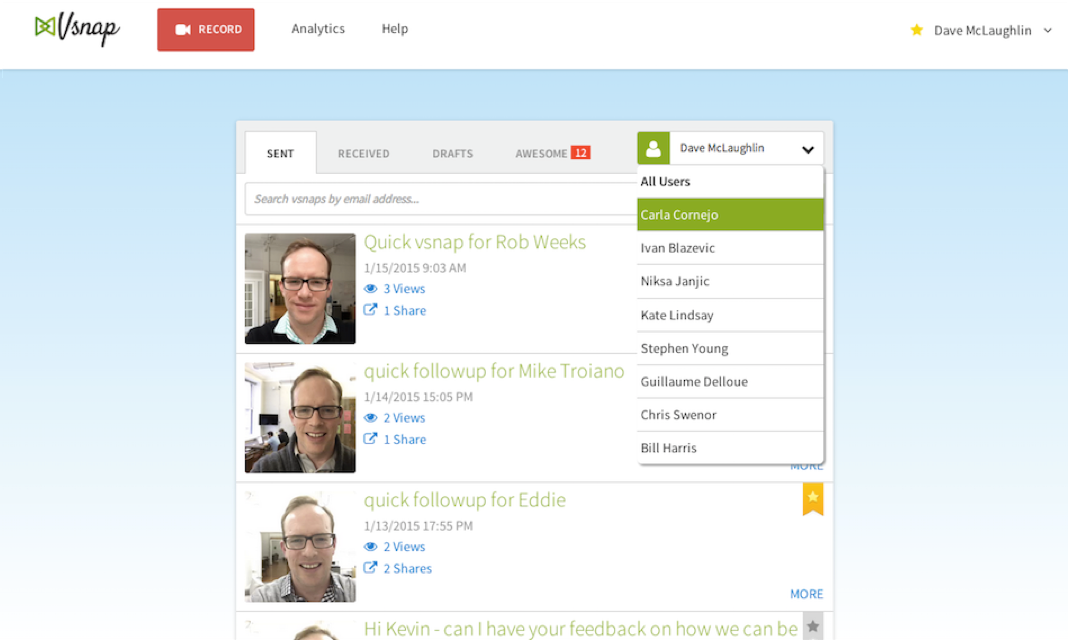 Vsnap
RECORD
Analytics
Help
Dave McLaughlin
SENT
RECEIVED
DRAFTS
AWESOME 12
Dave McLaughlin
Search vsnaps by email address...
All Users
Carla Cornejo
Ivan Blazevic
Niksa Janjic
Kate Lindsay
Stephen Young
Guillaume Delloue
Chris Swenor
Bill Harris
Quick vsnap for Rob Weeks
1/15/2015 9:03 AM
3 Views
1 Share
quick followup for Mike Troiano
1/14/2015 15:05 PM
2 Views
1 Share
MORE
quick followup for Eddie
1/13/2015 17:55 PM
2 Views
2 Shares
MORE
Hi Kevin - can I have your feedback on how we can be